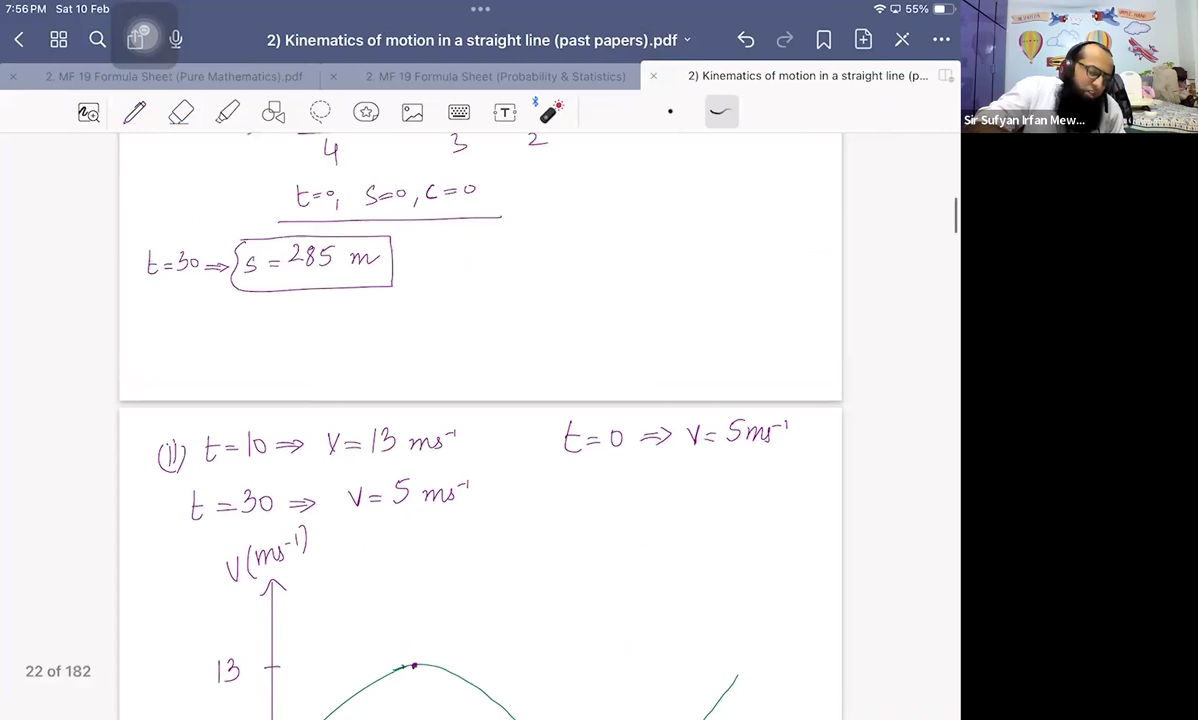 7:56 PM Sat 10 Feb
55%
2) Kinematics of motion in a straight line (past papers).pdf
2. MF 19 Formula Sheet (Pure Mathematics).pdf
2. MF 19 Formula Sheet (Probability & Statistics)
2) Kinematics of motion in a straight line (p...
Sir Sufyan Irfan Mew...
4 3 2
t=0, s=0, c=0
t=30 ⇒ s = 285 m
(ii) t=10 ⇒ v=13 ms⁻¹
t=0 ⇒ v=5ms⁻¹
t=30 ⇒ v=5 ms⁻¹
v(ms⁻¹)
13
22 of 182